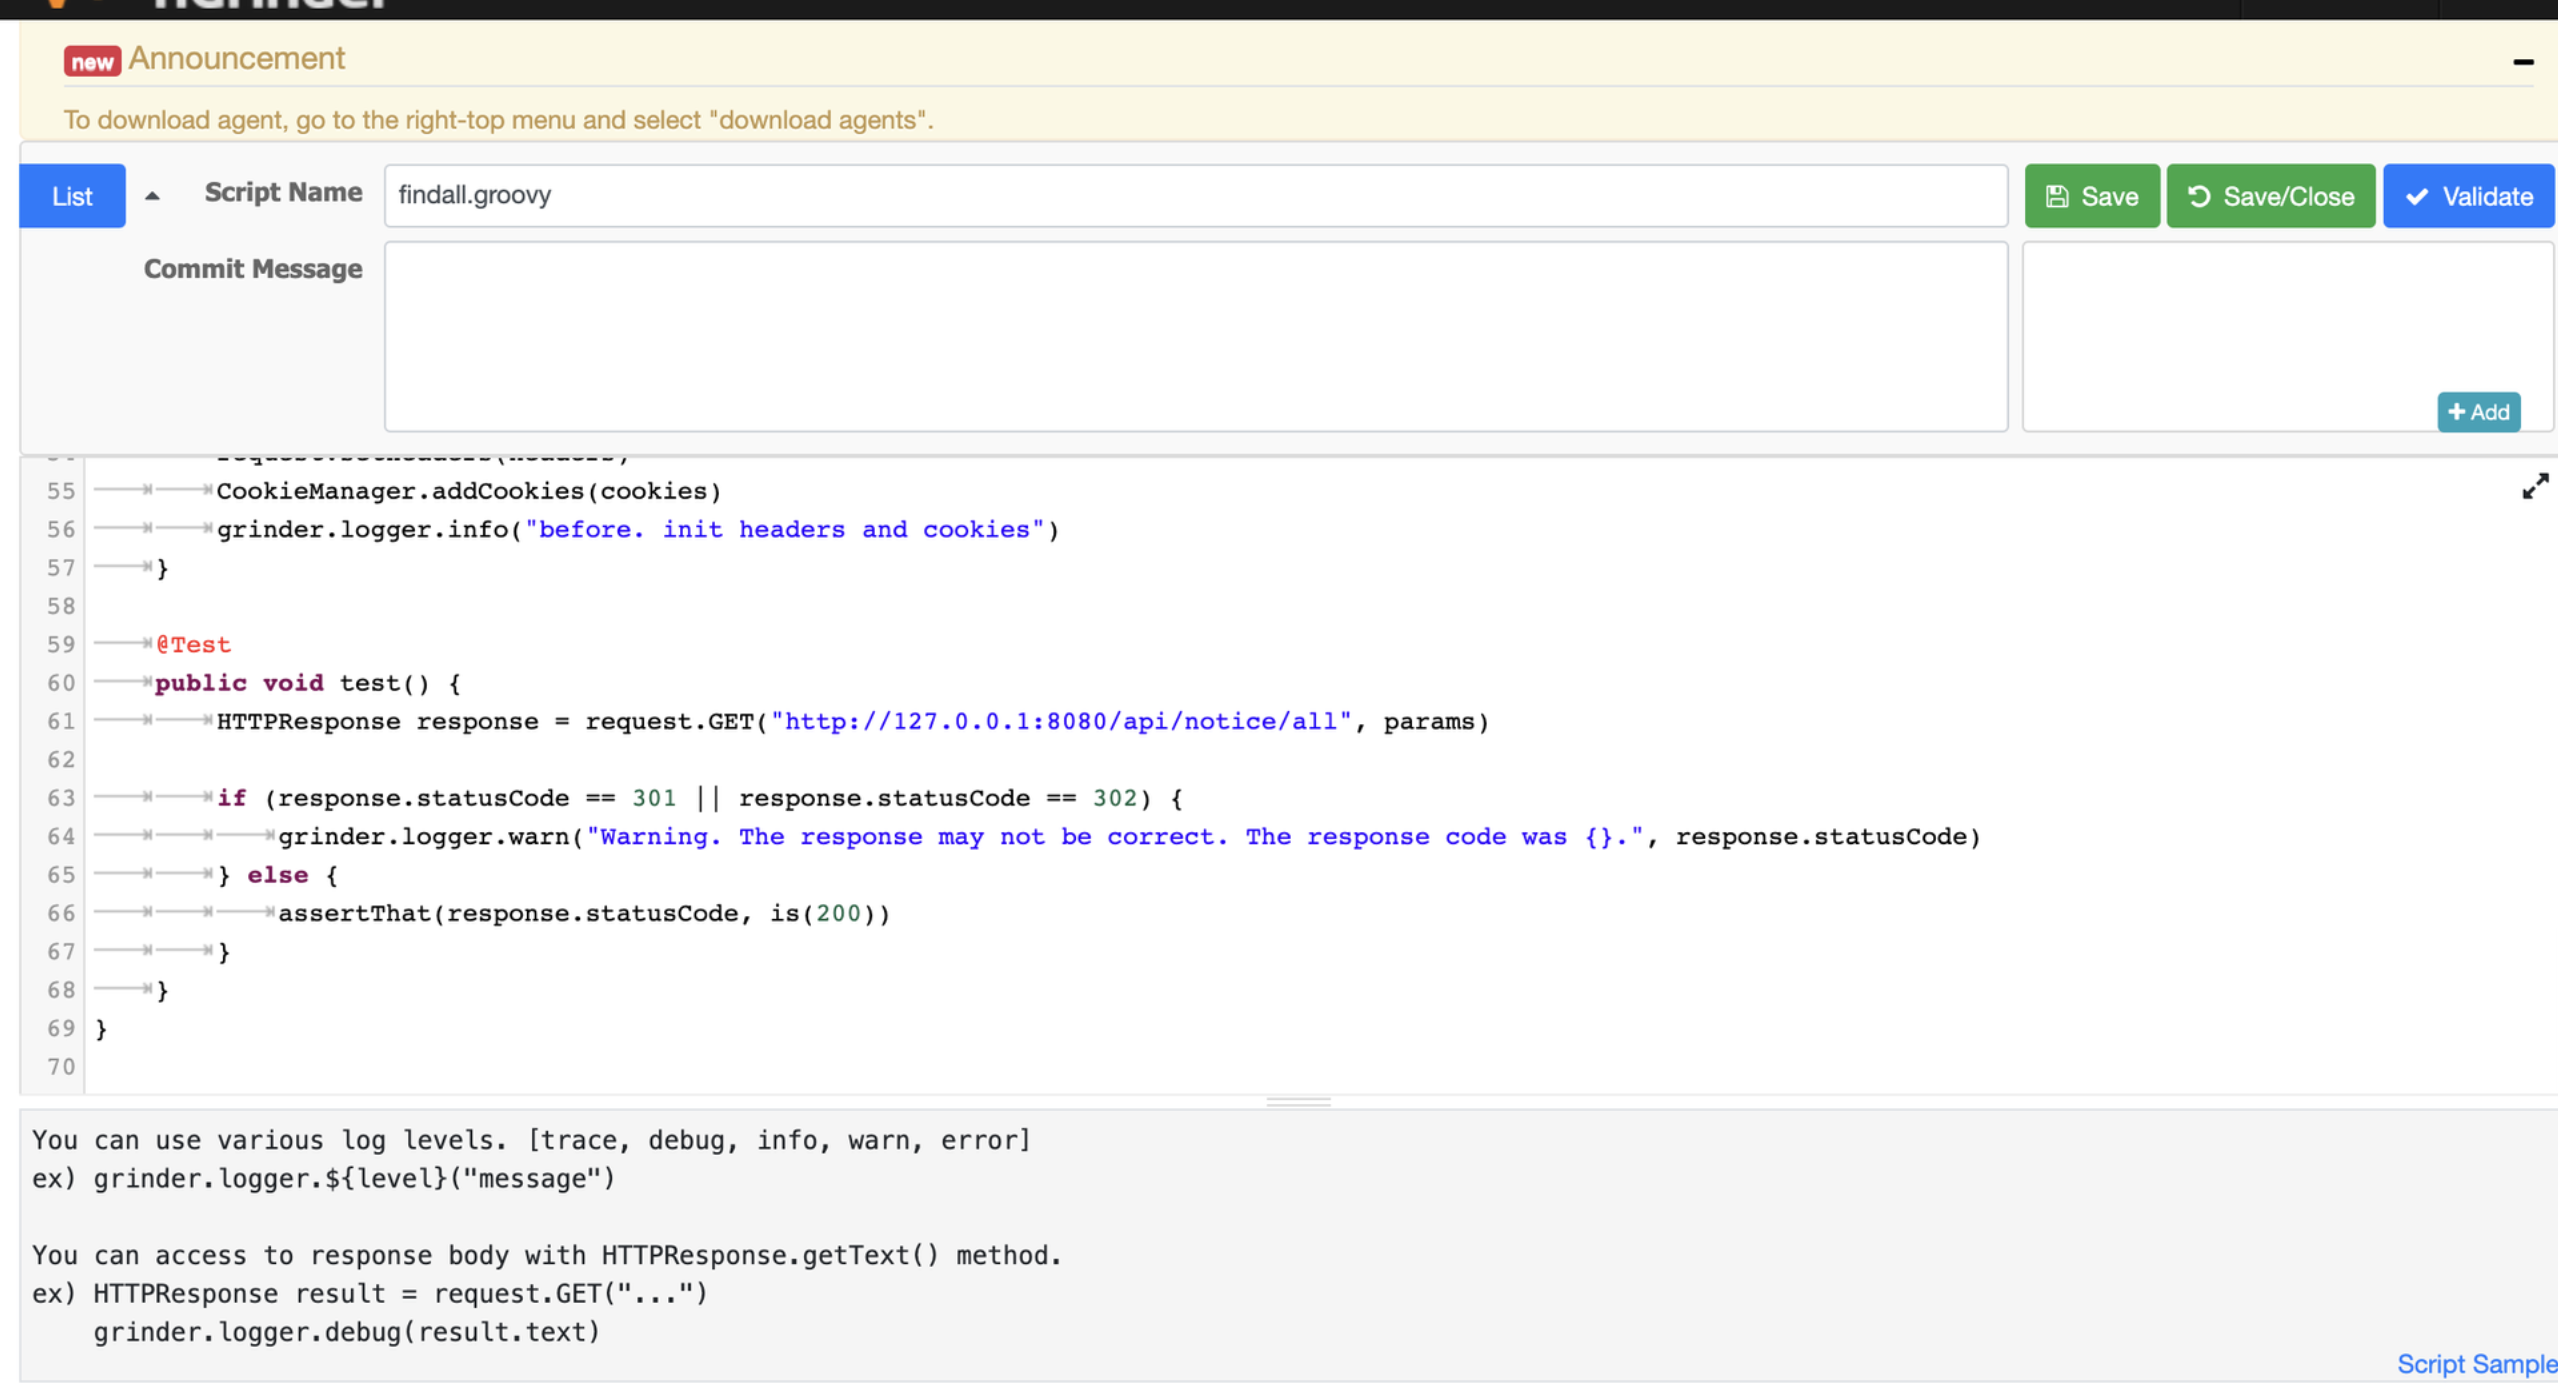 new Announcement
To download agent, go to the right-top menu and select "download agents".
List Script Name findall.groovy Save Save/Close Validate
Commit Message
+ Add
55 CookieManager.addCookies(cookies)
56 grinder.logger.info("before. init headers and cookies")
57 }
58
59 @Test
60 public void test() {
61 HTTPResponse response = request.GET("http://127.0.0.1:8080/api/notice/all", params)
62
63 if (response.statusCode == 301 || response.statusCode == 302) {
64 grinder.logger.warn("Warning. The response may not be correct. The response code was {}.", response.statusCode)
65 } else {
66 assertThat(response.statusCode, is(200))
67 }
68 }
69 }
70
You can use various log levels. [trace, debug, info, warn, error]
ex) grinder.logger.${level}("message")
You can access to response body with HTTPResponse.getText() method.
ex) HTTPResponse result = request.GET("...")
grinder.logger.debug(result.text)
Script Sample